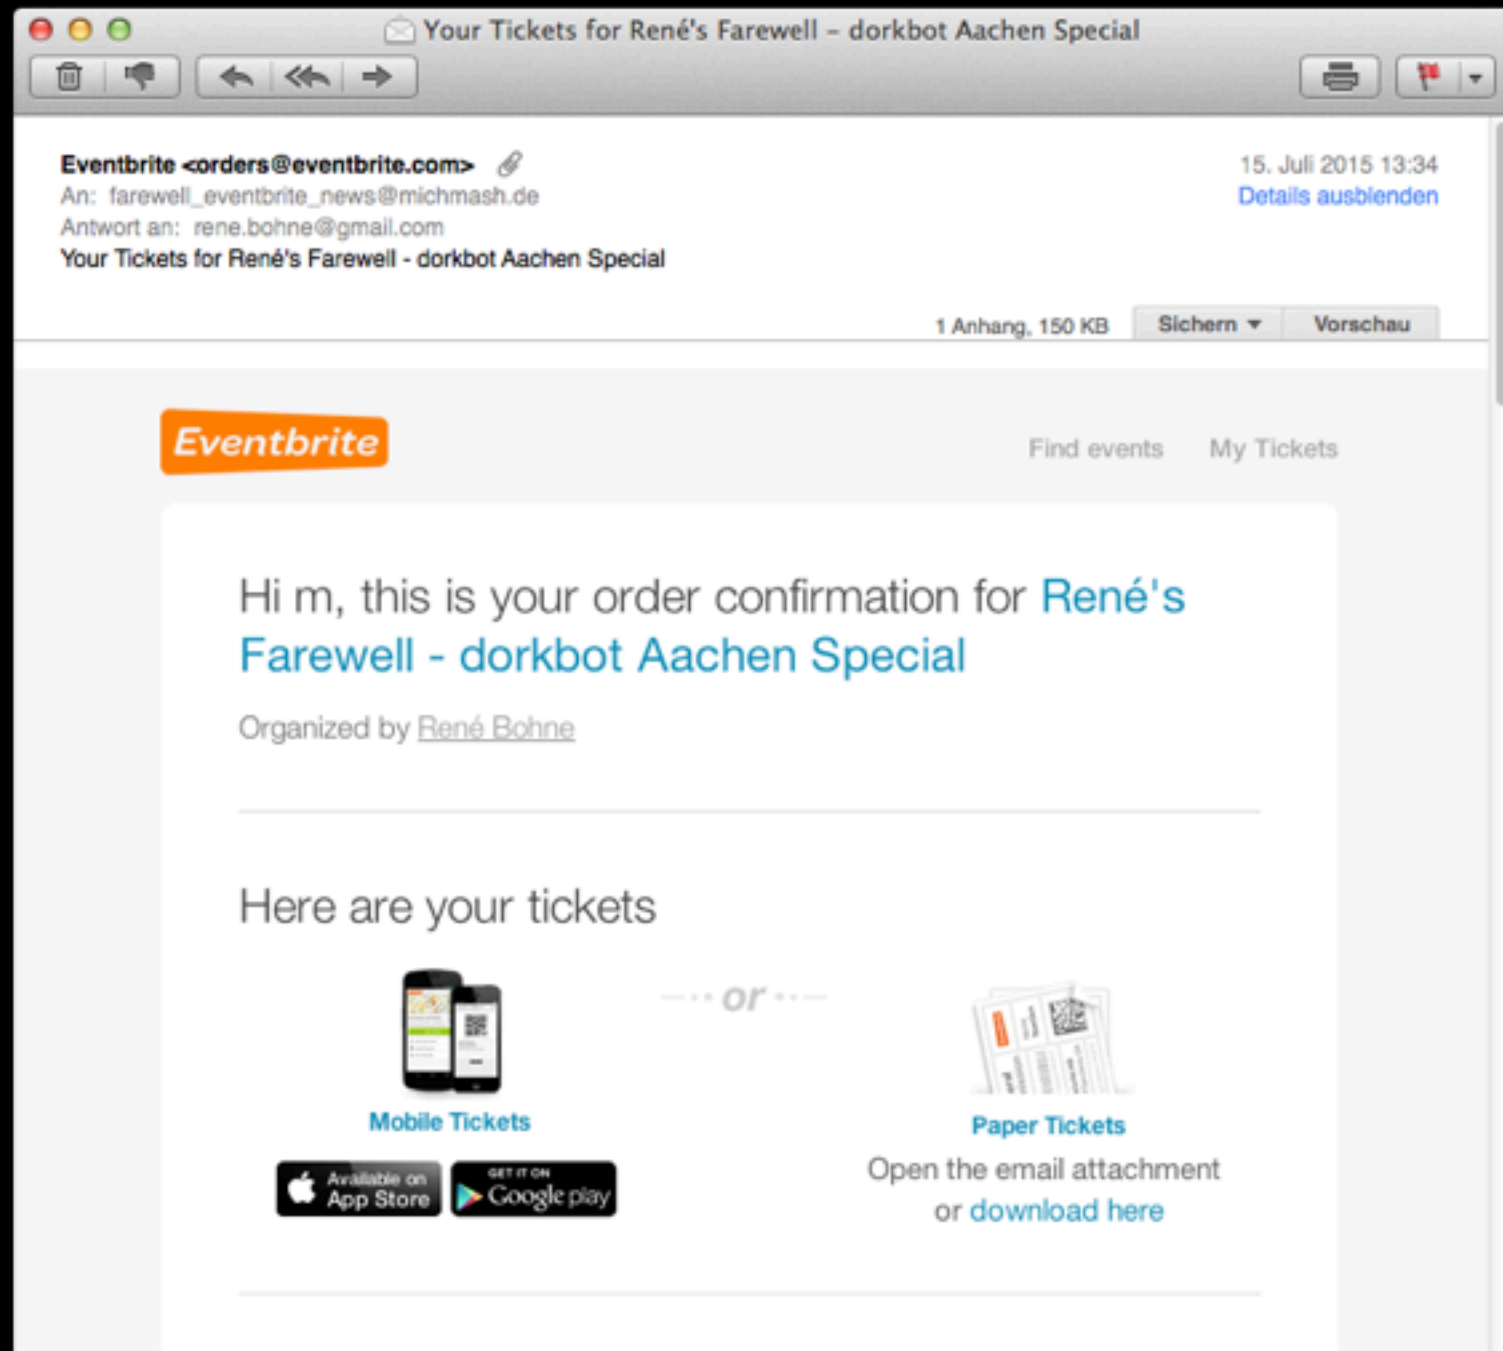 Your Tickets for René's Farewell – dorkbot Aachen Special
Eventbrite <orders@eventbrite.com>
15. Juli 2015 13:34
An: farewell_eventbrite_news@michmash.de
Details ausblenden
Antwort an: rene.bohne@gmail.com
Your Tickets for René's Farewell - dorkbot Aachen Special
1 Anhang, 150 KB
Sichern
Vorschau
Eventbrite
Find events
My Tickets
Hi m, this is your order confirmation for René's
Farewell - dorkbot Aachen Special
Organized by René Bohne
Here are your tickets
or
Mobile Tickets
Available on
App Store
GET IT ON
Google play
Paper Tickets
Open the email attachment
or download here